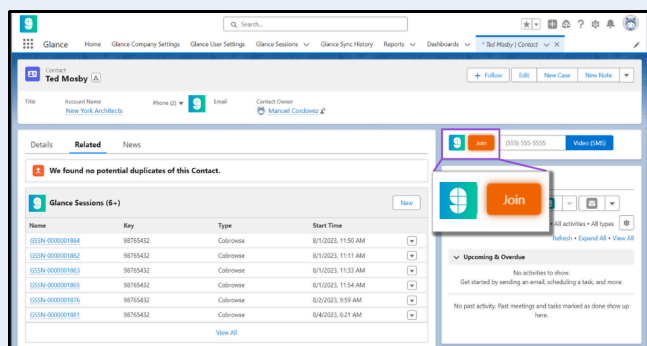 Search...
Glance Home Glance Company Settings Glance User Settings Glance Sessions Glance Sync History Reports Dashboards * Ted Mosby | Contact
Contact
Ted Mosby
+ Follow Edit New Case New Note
Title Account Name Phone (2) Email Contact Owner
New York Architects Manuel Cordovez
Details Related News
Join (555) 555-5555 Video (SMS)
We found no potential duplicates of this Contact.
Join
Glance Sessions (6+) New
Name Key Type Start Time
GSSN-0000001864 98765432 Cobrowse 8/1/2023, 11:50 AM
GSSN-0000001862 98765432 Cobrowse 8/1/2023, 11:11 AM
GSSN-0000001863 98765432 Cobrowse 8/1/2023, 11:33 AM
GSSN-0000001865 98765432 Cobrowse 8/1/2023, 11:54 AM
GSSN-0000001876 98765432 Cobrowse 8/2/2023, 9:59 AM
GSSN-0000001881 98765432 Cobrowse 8/4/2023, 6:21 AM
View All
• All activities • All types
Refresh • Expand All • View All
Upcoming & Overdue
No activities to show.
Get started by sending an email, scheduling a task, and more.
No past activity. Past meetings and tasks marked as done show up
here.